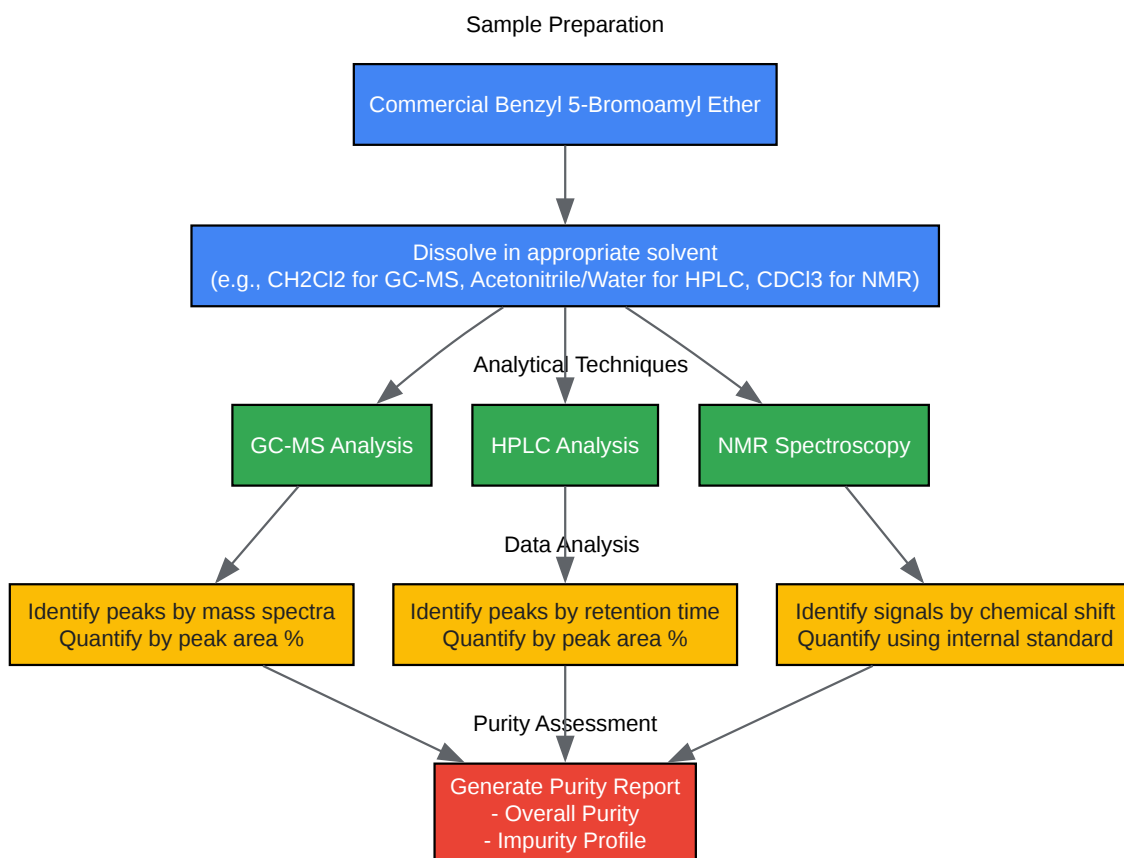 Sample Preparation
Commercial Benzyl 5-Bromoamyl Ether
Dissolve in appropriate solvent
(e.g., CH2Cl2 for GC-MS, Acetonitrile/Water for HPLC, CDCl3 for NMR)
Analytical Techniques
GC-MS Analysis
HPLC Analysis
NMR Spectroscopy
Data Analysis
Identify peaks by mass spectra
Quantify by peak area %
Identify peaks by retention time
Quantify by peak area %
Identify signals by chemical shift
Quantify using internal standard
Purity Assessment
Generate Purity Report
- Overall Purity
- Impurity Profile